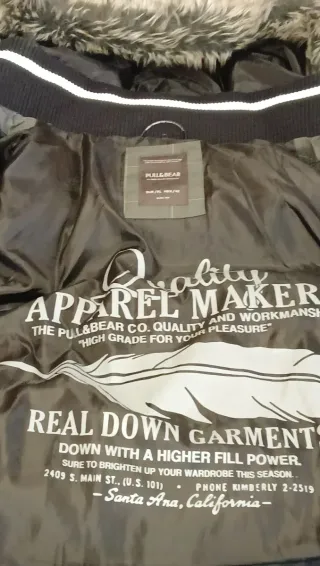 PULL&BEAR
Quality
APPAREL MAKER
THE PULL&BEAR CO. QUALITY AND WORKMANSH
"HIGH GRADE FOR YOUR PLEASURE"
REAL DOWN GARMENTS
DOWN WITH A HIGHER FILL POWER.
SURE TO BRIGHTEN UP YOUR WARDROBE THIS SEASON.
2409 S. MAIN ST., (U.S. 101) • PHONE KIMBERLY 2-2519
-Santa Ana, California-